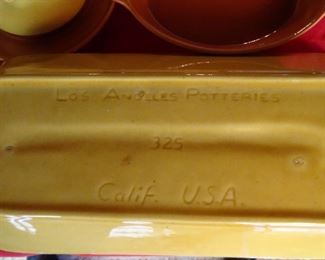 Los Angeles Potteries
325
Calif. U.S.A.